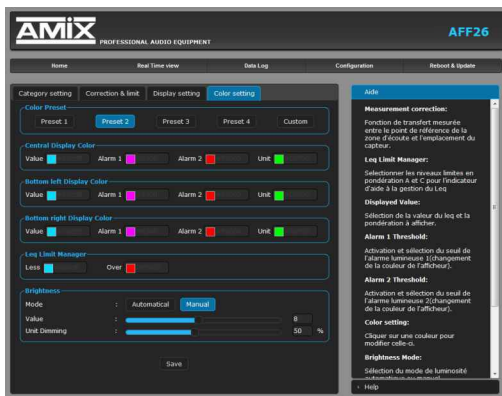 AMIX
PROFESSIONAL AUDIO EQUIPMENT
AFF26
Home
Real Time view
Data Log
Configuration
Reboot & Update
Category setting
Correction & limit
Display setting
Color setting
Color Preset
Preset 1
Preset 2
Preset 3
Preset 4
Custom
Central Display Color
Value
Alarm 1
Alarm 2
Unit
Bottom left Display Color
Value
Alarm 1
Alarm 2
Unit
Bottom right Display Color
Value
Alarm 1
Alarm 2
Unit
Leq Limit Manager
Less
Over
Brightness
Mode : Automatical Manual
Value : 8
Unit Dimming : 50 %
Save
Aide
Measurement correction:
Fonction de transfert mesurée
entre le point de référence de la
zone d'écoute et l'emplacement du
capteur.
Leq Limit Manager:
Selectionner les niveaux limites en
pondération A et C pour l'indicateur
d'aide à la gestion du Leq
Displayed Value:
Sélection de la valeur du leq et la
pondération à afficher.
Alarm 1 Threshold:
Activation et sélection du seuil de
l'alarme lumineuse 1(changement
de la couleur de l'afficheur).
Alarm 2 Threshold:
Activation et sélection du seuil de
l'alarme lumineuse 2(changement
de la couleur de l'afficheur).
Color setting:
Cliquer sur une couleur pour
modifier celle-ci.
Brightness Mode:
Sélection du mode de luminosité
automatique ou manuel
Help